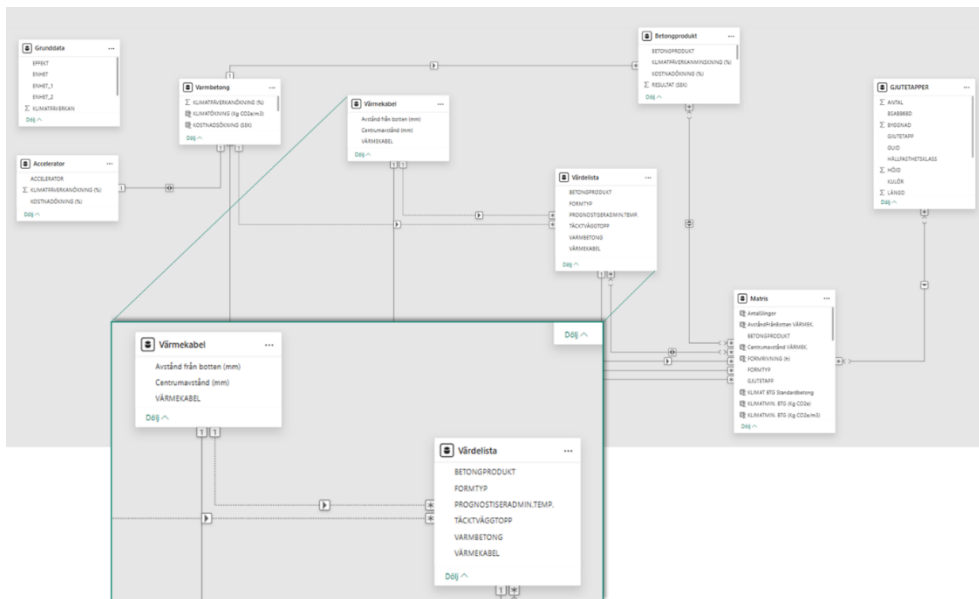 Grunddata
EFFEKT
ENHET
ENHET_1
ENHET_2
Σ KLIMATPÅVERKAN
Dölj
Varmbetong
Σ KLIMATPÅVERKANÖKNING (%)
KLIMATÖKNING (Kg CO2e/m3)
KOSTNADSÖKNING (SEK)
Dölj
Accelerator
ACCELERATOR
Σ KLIMATPÅVERKANÖKNING (%)
KOSTNADÖKNING (%)
Dölj
Värmekabel
Avstånd från botten (mm)
Centrumavstånd (mm)
VÄRMEKABEL
Dölj
Betongprodukt
BETONGPRODUKT
KLIMATPÅVERKANMINSKNING (%)
KOSTNADÖKNING (%)
Σ RESULTAT (SEK)
Dölj
GJUTETAPPER
Σ ANTAL
Σ BYGGNAD
GJUTETAPP
GUID
HÅLLFASTHETSKLASS
Σ HÖJD
KULÖR
Σ LÄNGD
Dölj
Värdelista
BETONGPRODUKT
FORMTYP
PROGNOSTISERADMIN.TEMP.
TÄCKTVÄGGTOPP
VARMBETONG
VÄRMEKABEL
Dölj
Matris
AntalSlingor
AvståndFrånBotten VÄRMEK.
BETONGPRODUKT
Centrumavstånd VÄRMEK.
FORMRIVNING (h)
FORMTYP
GJUTETAPP
KLIMAT BTG Standardbetong
KLIMATMIN. BTG (Kg CO2e)
KLIMATMIN. BTG (Kg CO2e/m3)
Dölj
Dölj
Värmekabel
Avstånd från botten (mm)
Centrumavstånd (mm)
VÄRMEKABEL
Dölj
1 1
Värdelista
BETONGPRODUKT
FORMTYP
PROGNOSTISERADMIN.TEMP.
TÄCKTVÄGGTOPP
VARMBETONG
VÄRMEKABEL
Dölj
1 *